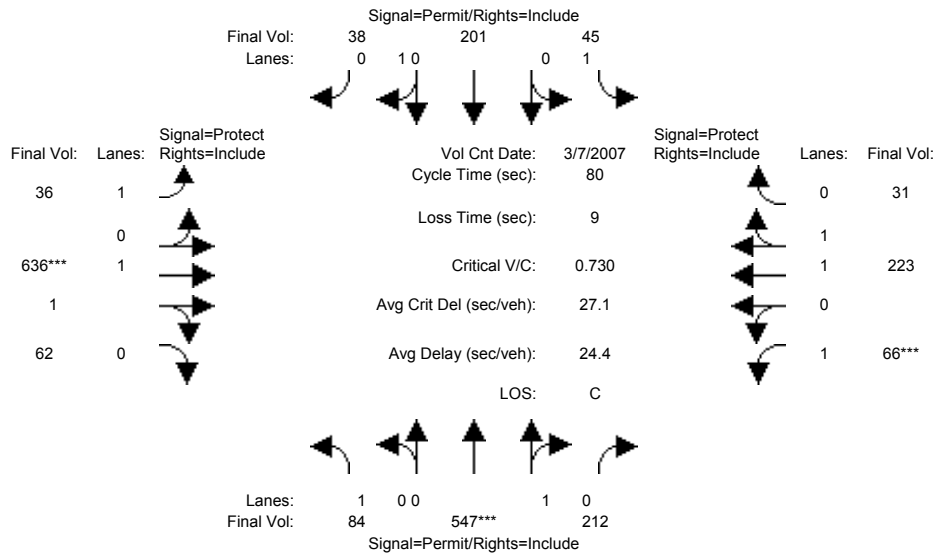 Signal=Permit/Rights=Include
Final Vol: 38 201 45
Lanes: 0 1 0 0 1
Signal=Protect Signal=Protect
Final Vol: Lanes: Rights=Include Vol Cnt Date: 3/7/2007 Rights=Include Lanes: Final Vol:
Cycle Time (sec): 80
36 1 0 31
Loss Time (sec): 9
0 1
636*** 1 Critical V/C: 0.730 1 223
1 Avg Crit Del (sec/veh): 27.1 0
62 0 Avg Delay (sec/veh): 24.4 1 66***
LOS: C
Lanes: 1 0 0 1 0
Final Vol: 84 547*** 212
Signal=Permit/Rights=Include